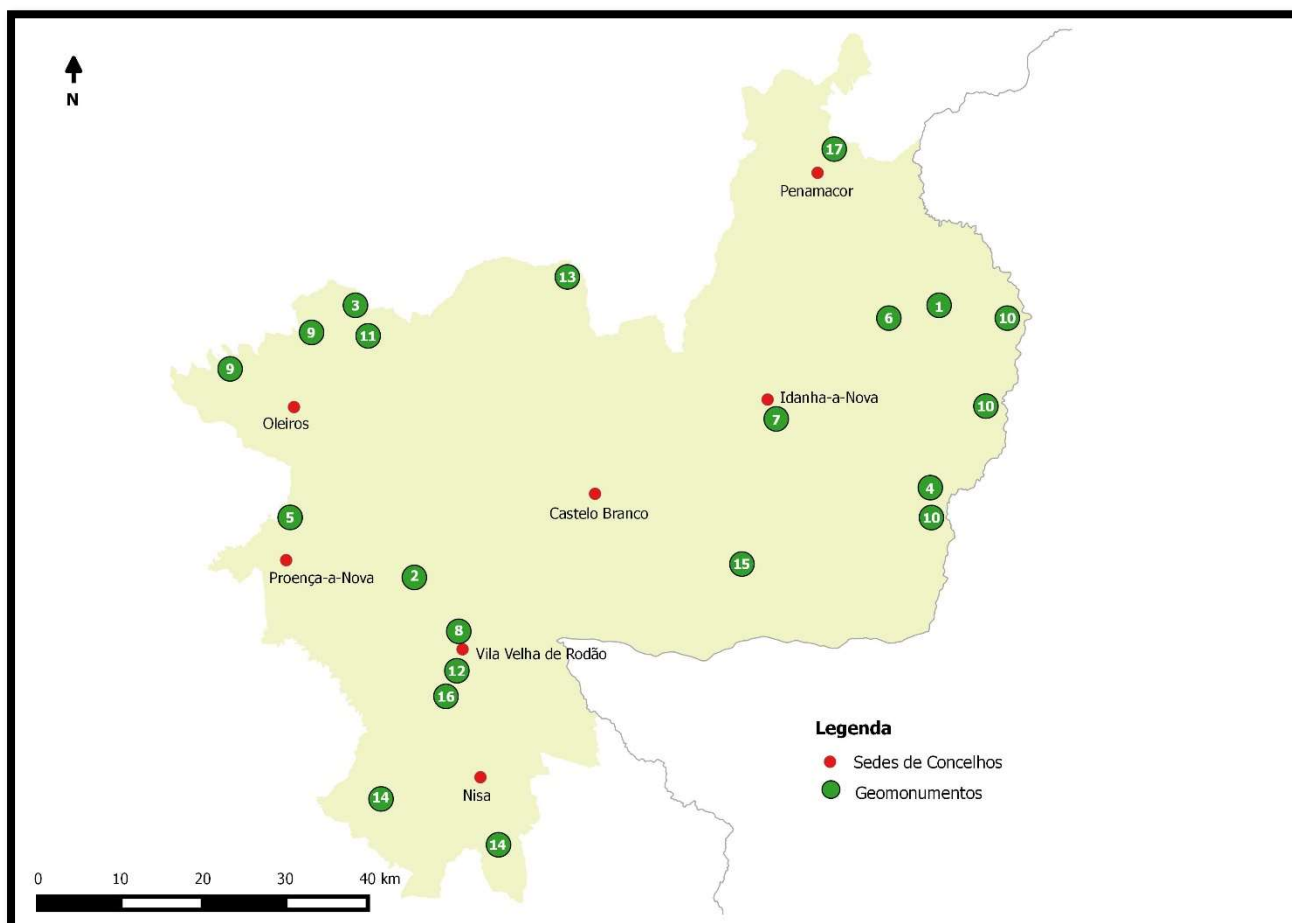 N
17
Penamacor
13
3
1
6
10
9
11
9
Idanha-a-Nova
Oleiros
10
7
4
Castelo Branco
5
10
15
Proença-a-Nova
2
8
Vila Velha de Rodão
12
16
Legenda
Sedes de Concelhos
Nisa
14
Geomonumentos
14
0 10 20 30 40 km